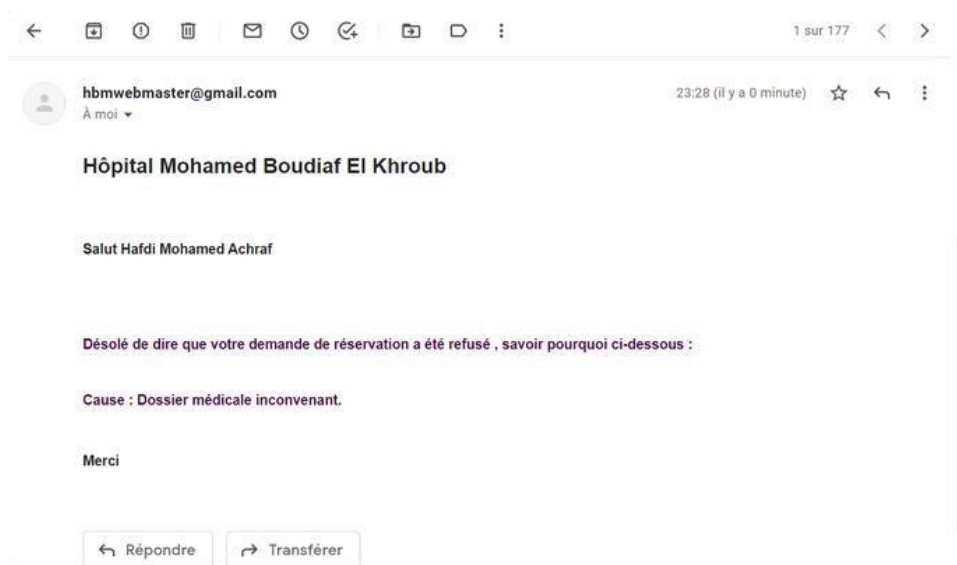 1 sur 177
hbmwebmaster@gmail.com
23:28 (il y a 0 minute)
À moi
Hôpital Mohamed Boudiaf El Khroub
Salut Hafdi Mohamed Achraf
Désolé de dire que votre demande de réservation a été refusé , savoir pourquoi ci-dessous :
Cause : Dossier médicale inconvenant.
Merci
Répondre
Transférer